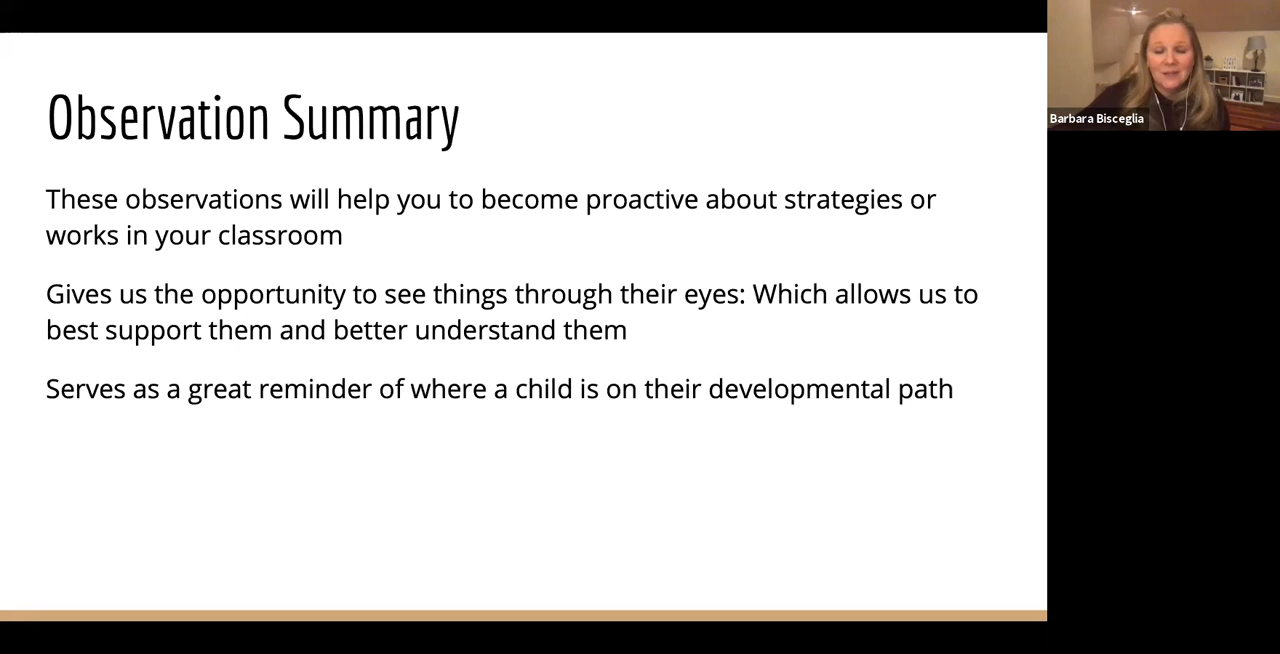 Observation Summary
These observations will help you to become proactive about strategies or
works in your classroom
Gives us the opportunity to see things through their eyes: Which allows us to
best support them and better understand them
Serves as a great reminder of where a child is on their developmental path
Barbara Bisceglia